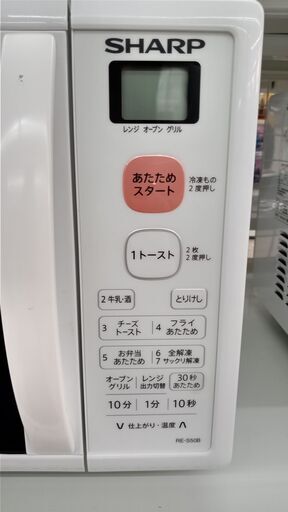 SHARP
レンジ オーブン グリル
あたため
スタート
冷凍もの
2度押し
1トースト
2枚
2度押し
2 牛乳・酒
とりけし
3 チーズ
トースト
4 フライ
あたため
5 お弁当
あたため
6 全解凍
7 サックリ解凍
オーブン
グリル
レンジ
出力切替
30秒
あたため
10分
1分
10秒
∨ 仕上がり・温度 ∧
RE-S50B